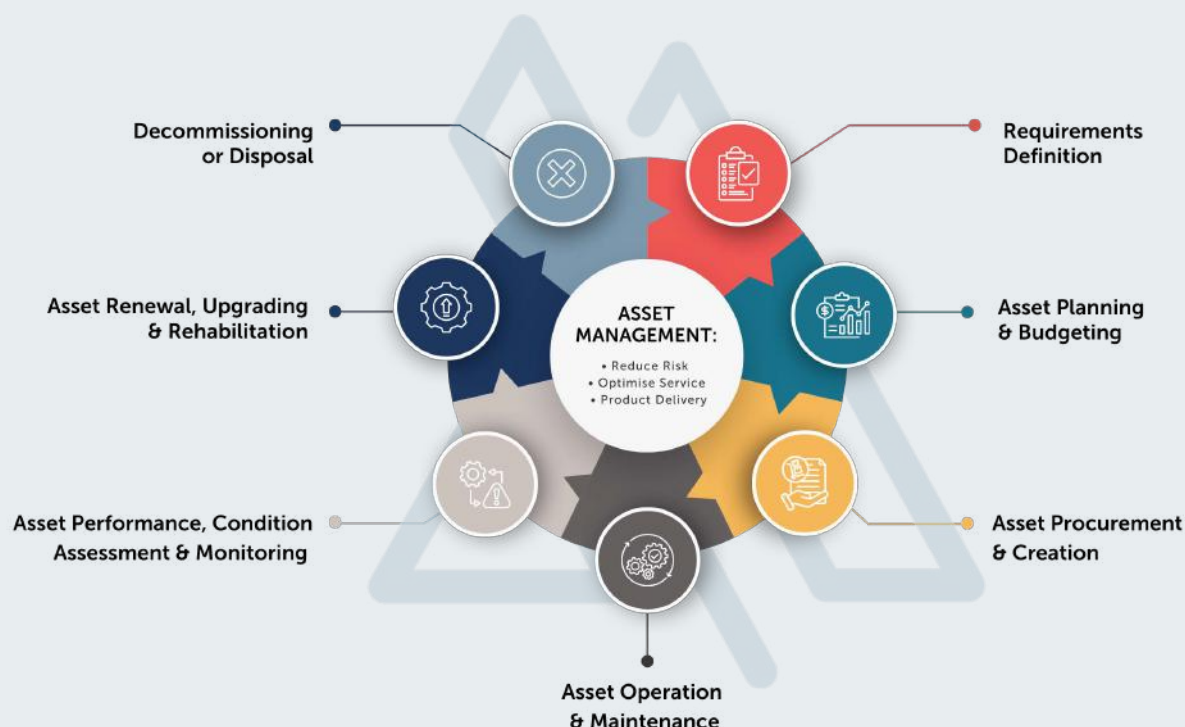 Decommissioning
or Disposal
Requirements
Definition
Asset Renewal, Upgrading
& Rehabilitation
ASSET
MANAGEMENT:
• Reduce Risk
• Optimise Service
• Product Delivery
Asset Planning
& Budgeting
Asset Performance, Condition
Assessment & Monitoring
Asset Procurement
& Creation
Asset Operation
& Maintenance